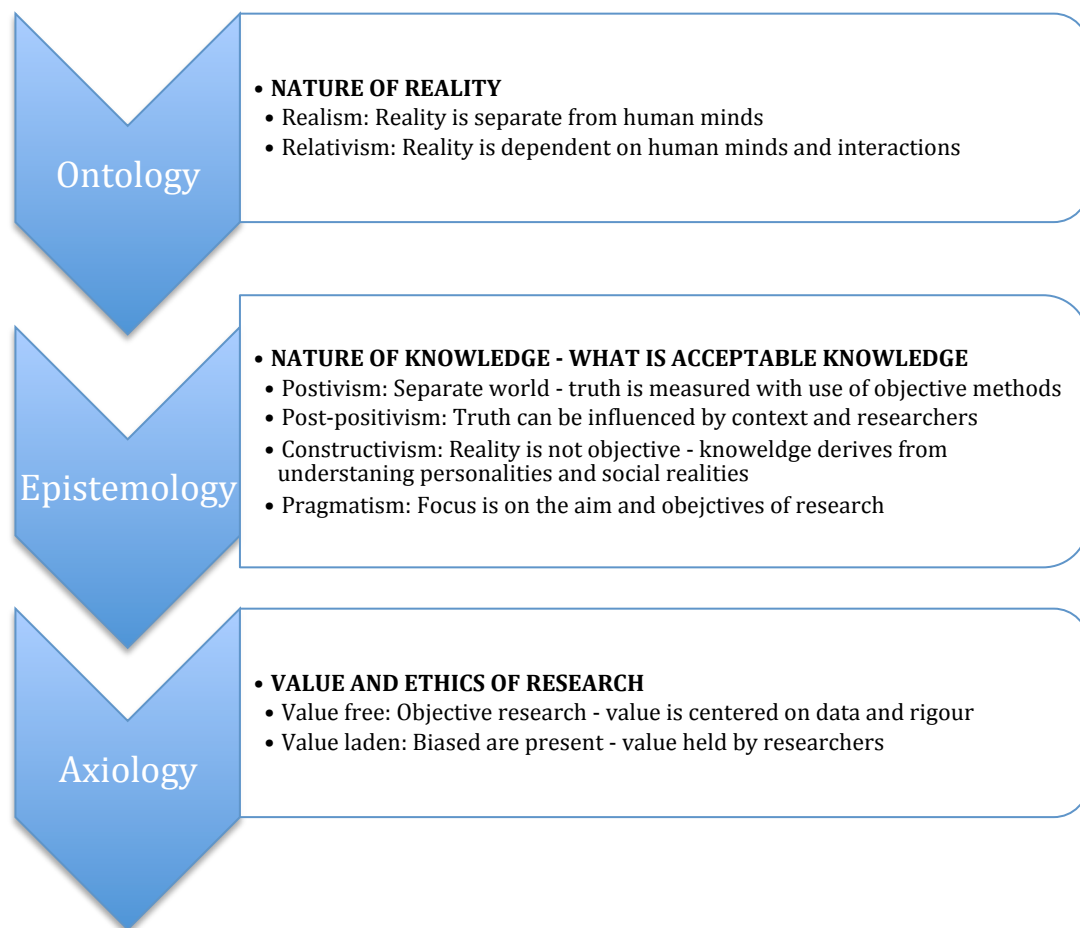 Ontology
• NATURE OF REALITY
• Realism: Reality is separate from human minds
• Relativism: Reality is dependent on human minds and interactions
Epistemology
• NATURE OF KNOWLEDGE - WHAT IS ACCEPTABLE KNOWLEDGE
• Postivism: Separate world - truth is measured with use of objective methods
• Post-positivism: Truth can be influenced by context and researchers
• Constructivism: Reality is not objective - knoweldge derives from
understaning personalities and social realities
• Pragmatism: Focus is on the aim and obejctives of research
Axiology
• VALUE AND ETHICS OF RESEARCH
• Value free: Objective research - value is centered on data and rigour
• Value laden: Biased are present - value held by researchers